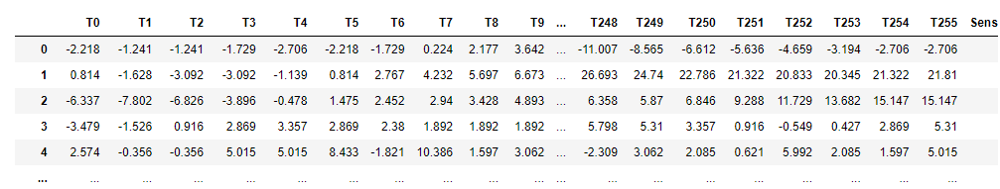 T0 T1 T2 T3 T4 T5 T6 T7 T8 T9 ... T248 T249 T250 T251 T252 T253 T254 T255 Sens
0 -2.218 -1.241 -1.241 -1.729 -2.706 -2.218 -1.729 0.224 2.177 3.642 ... -11.007 -8.565 -6.612 -5.636 -4.659 -3.194 -2.706 -2.706
1 0.814 -1.628 -3.092 -3.092 -1.139 0.814 2.767 4.232 5.697 6.673 ... 26.693 24.74 22.786 21.322 20.833 20.345 21.322 21.81
2 -6.337 -7.802 -6.826 -3.896 -0.478 1.475 2.452 2.94 3.428 4.893 ... 6.358 5.87 6.846 9.288 11.729 13.682 15.147 15.147
3 -3.479 -1.526 0.916 2.869 3.357 2.869 2.38 1.892 1.892 1.892 ... 5.798 5.31 3.357 0.916 -0.549 0.427 2.869 5.31
4 2.574 -0.356 -0.356 5.015 5.015 8.433 -1.821 10.386 1.597 3.062 ... -2.309 3.062 2.085 0.621 5.992 2.085 1.597 5.015
... ... ... ... ... ... ... ... ... ... ... ... ... ... ... ... ... ... ... ...